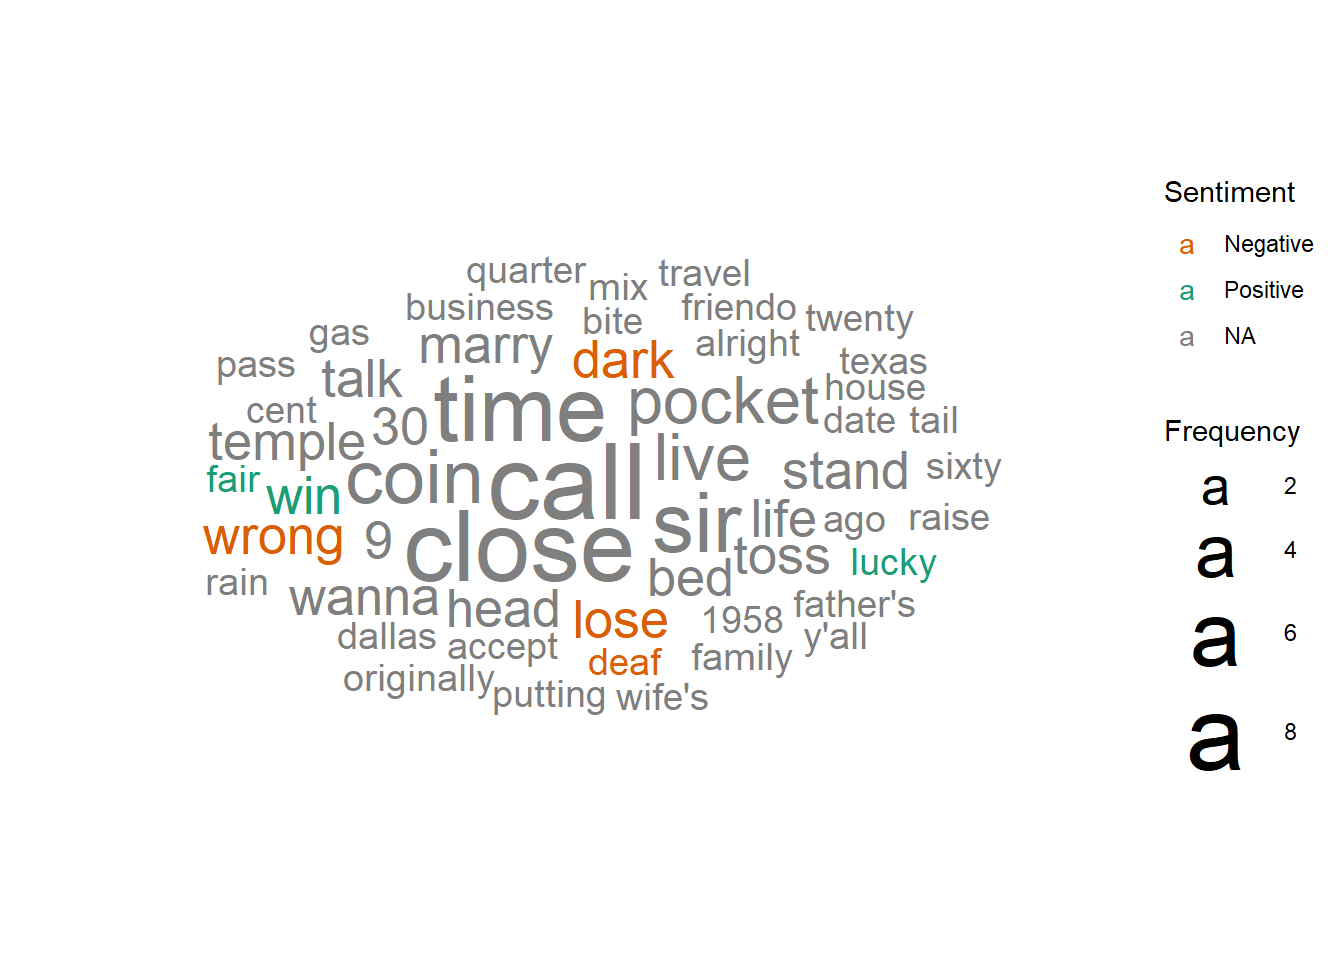 quarter mix travel
business bite friendo twenty
gas marry dark alright
pass talk texas
cent 30 time pocket house
temple date tail
fair win coin call live stand sixty
wrong 9 close sir life ago raise
rain toss lucky
wanna head lose bed 1958 father's
dallas accept deaf family y'all
originally putting wife's
Sentiment
a Negative
a Positive
a NA
Frequency
a 2
a 4
a 6
a 8